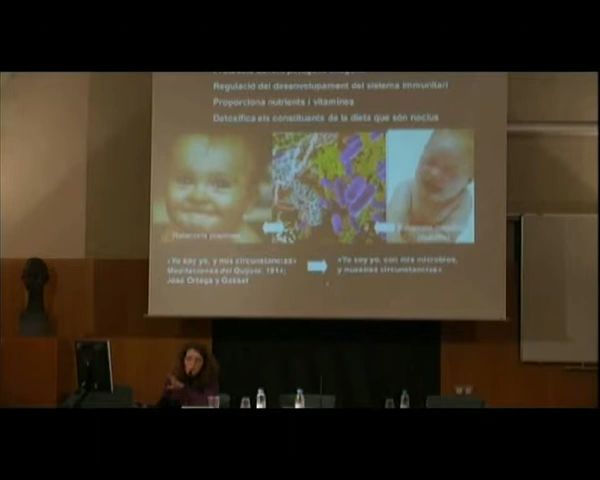 Regulació del desenvolupament del sistema immunitari
Proporciona nutrients i vitamines
Detoxifica els constituents de la dieta que són nocius
Relacions
«Yo soy yo, y mis circunstancias»
Meditaciones del Quijote, 1914;
José Ortega y Gasset
«Yo soy yo, con mis microbios,
y nuestras circunstancias»